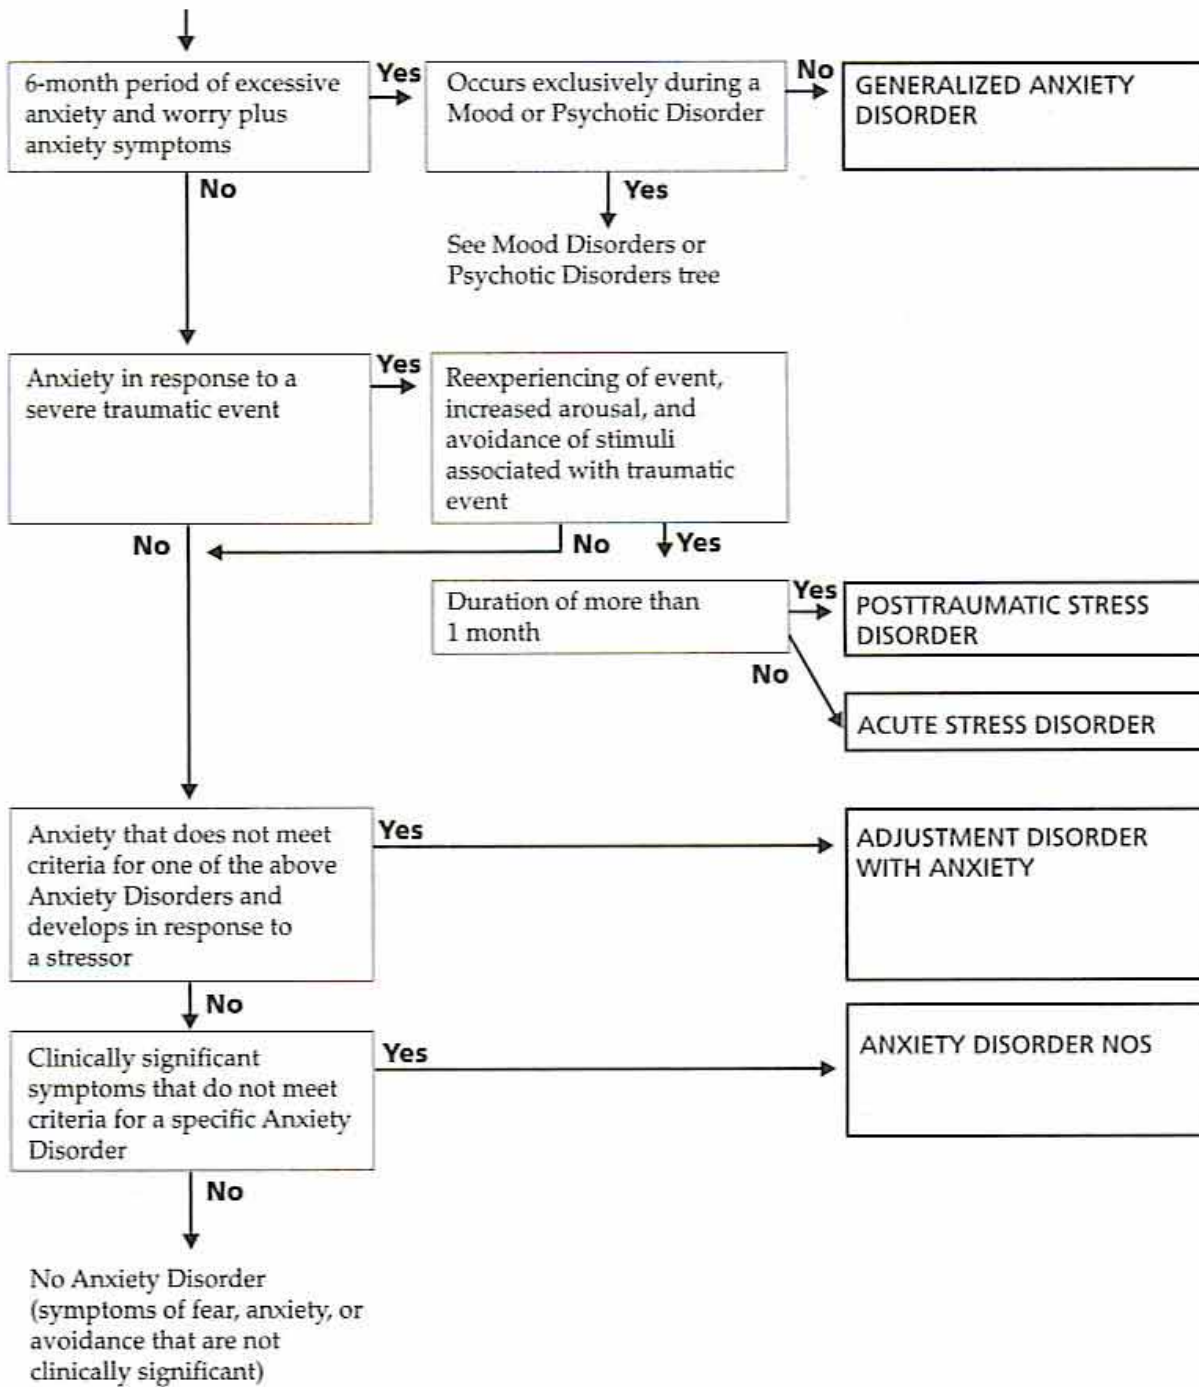 6-month period of excessive
anxiety and worry plus
anxiety symptoms
Yes
Occurs exclusively during a
Mood or Psychotic Disorder
No
GENERALIZED ANXIETY
DISORDER
No
Yes
See Mood Disorders or
Psychotic Disorders tree
Anxiety in response to a
severe traumatic event
Yes
Reexperiencing of event,
increased arousal, and
avoidance of stimuli
associated with traumatic
event
No
No
Yes
Duration of more than
1 month
Yes
POSTTRAUMATIC STRESS
DISORDER
No
ACUTE STRESS DISORDER
Anxiety that does not meet
criteria for one of the above
Anxiety Disorders and
develops in response to
a stressor
Yes
ADJUSTMENT DISORDER
WITH ANXIETY
No
Clinically significant
symptoms that do not meet
criteria for a specific Anxiety
Disorder
Yes
ANXIETY DISORDER NOS
No
No Anxiety Disorder
(symptoms of fear, anxiety, or
avoidance that are not
clinically significant)